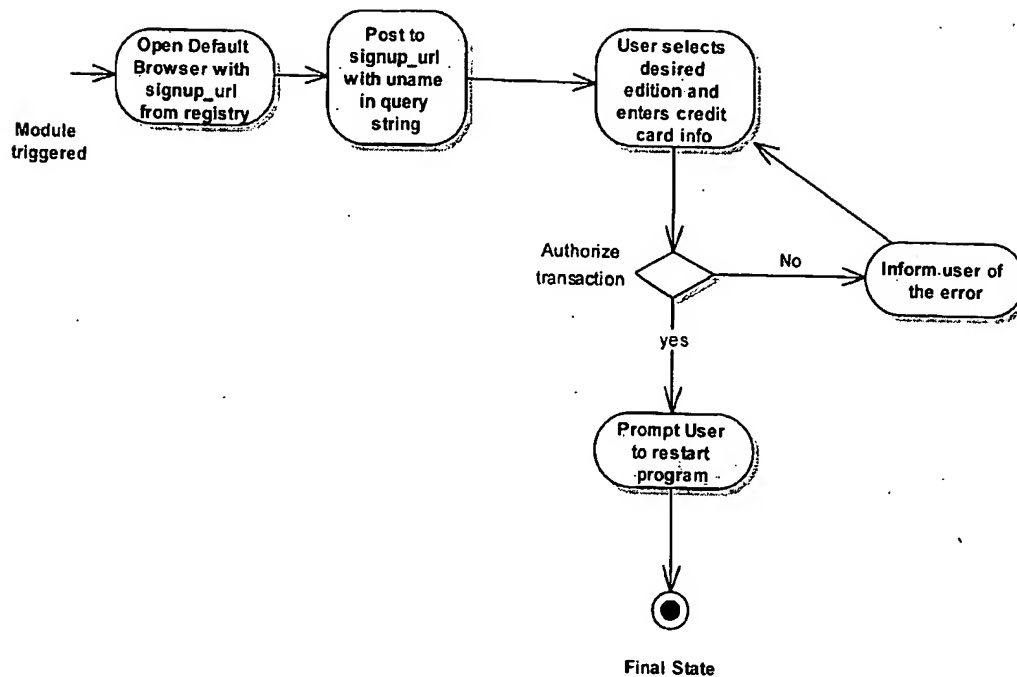 Module
triggered
Open Default
Browser with
signup_url
from registry
Post to
signup_url
with uname
in query
string
User selects
desired
edition and
enters credit
card info
Authorize
transaction
No
Inform user of
the error
yes
Prompt User
to restart
program
Final State